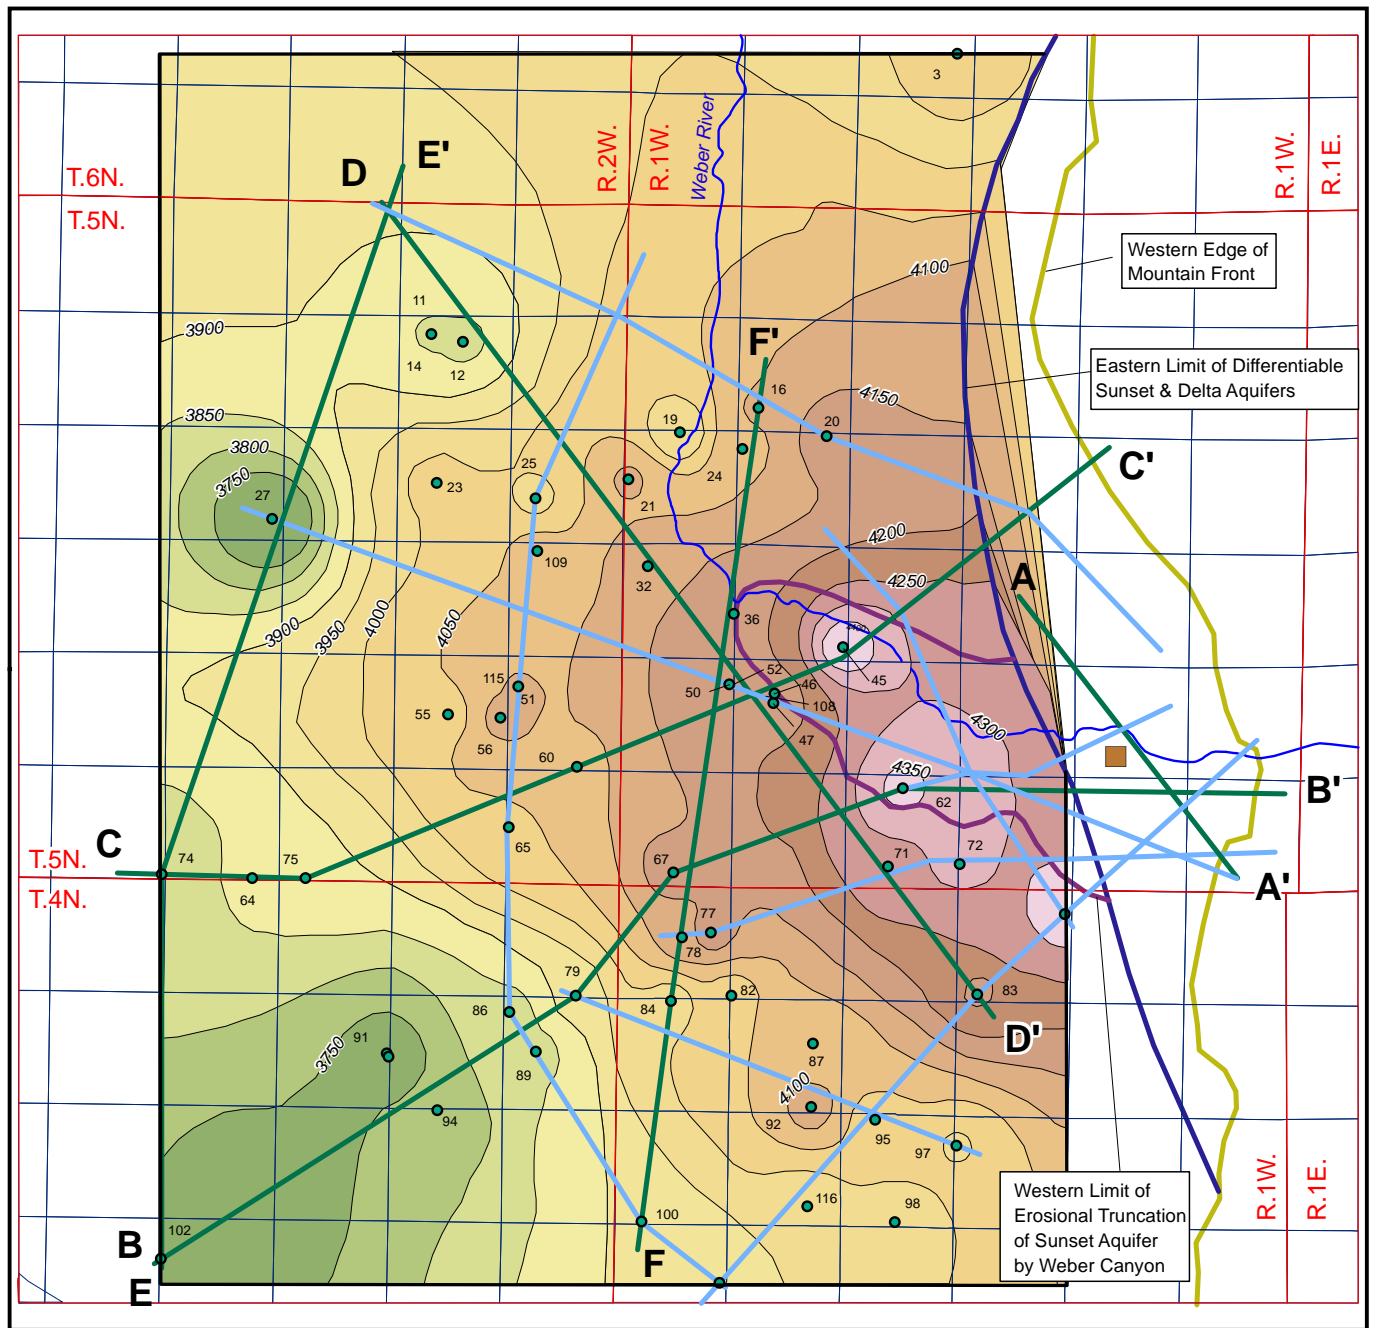 3
D
E'
T.6N.
T.5N.
R.2W.
R.1W.
Weber River
R.1W.
R.1E.
Western Edge of
Mountain Front
4100
11
3900
14
12
F'
Eastern Limit of Differentiable
Sunset & Delta Aquifers
16
4150
3850
19
20
3800
25
C'
3750
27
23
24
21
4200
109
32
A
4250
4000
4050
36
3900
3950
4400
52
45
115
51
50
46
108
55
4300
56
47
60
4350
B'
62
65
C
74
75
67
71
72
T.5N.
T.4N.
64
A'
77
78
79
82
83
86
84
D'
91
3750
87
89
4100
94
92
95
97
Western Limit of
Erosional Truncation
of Sunset Aquifer
by Weber Canyon
R.1W.
R.1E.
116
98
102
100
B
F
E